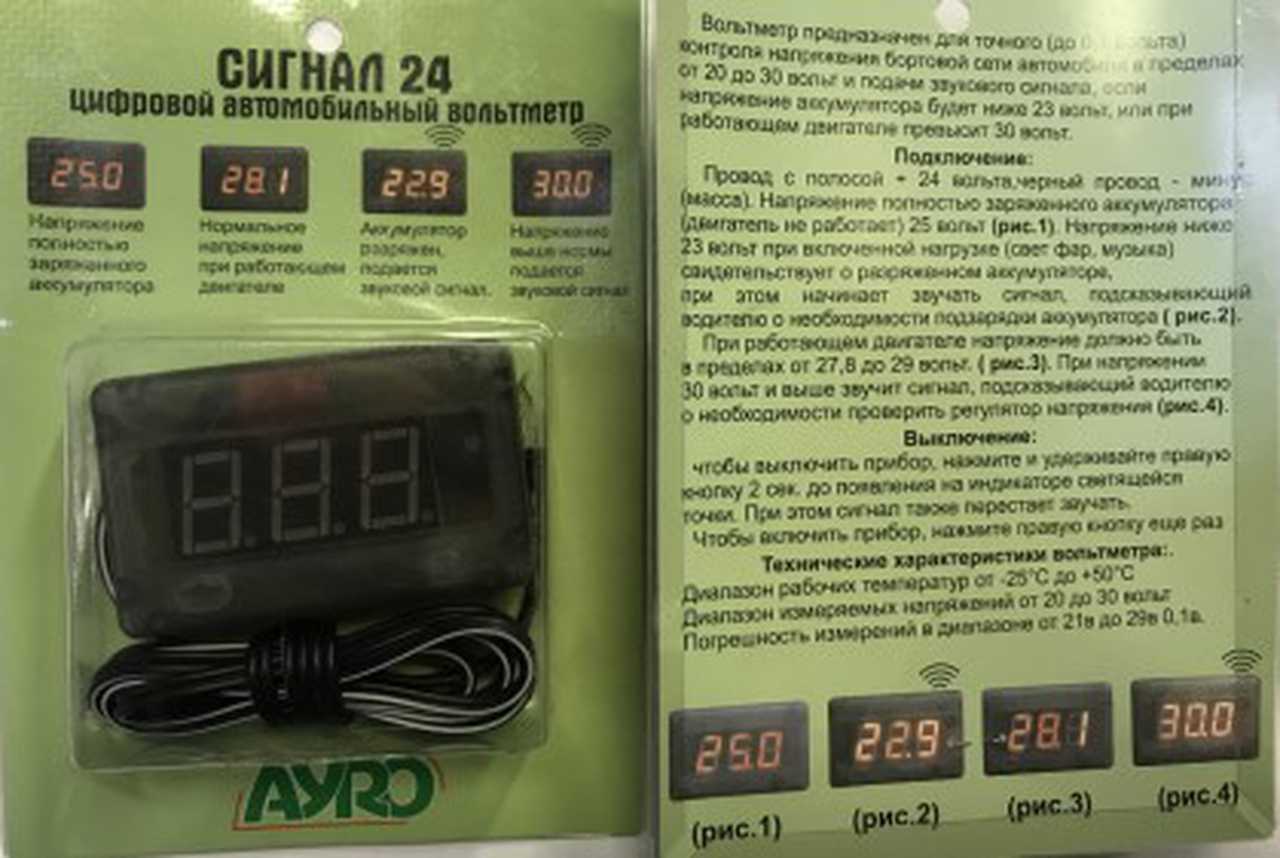 СИГНАЛ 24
цифровой автомобильный вольтметр
25.0
28.1
22.9
30.0
Напряжение
полностью
заряженного
аккумулятора
Нормальное
напряжение
при работающем
двигателе
Аккумулятор
разряжен,
подается
звуковой сигнал.
Напряжение
выше нормы
подается
звуковой сигнал
8.8.8.
AYRO
Вольтметр предназначен для точного (до 0,1 вольта)
контроля напряжения бортовой сети автомобиля в пределах
от 20 до 30 вольт и подачи звукового сигнала, если
напряжение аккумулятора будет ниже 23 вольт, или при
работающем двигателе превысит 30 вольт.
Подключение:
Провод с полосой + 24 вольта,черный провод - минус
(масса). Напряжение полностью заряженного аккумулятора
(двигатель не работает) 25 вольт (рис.1). Напряжение ниже
23 вольт при включенной нагрузке (свет фар, музыка)
свидетельствует о разряженном аккумуляторе,
при этом начинает звучать сигнал, подсказывающий
водителю о необходимости подзарядки аккумулятора ( рис.2).
При работающем двигателе напряжение должно быть
в пределах от 27,8 до 29 вольт. ( рис.3). При напряжении
30 вольт и выше звучит сигнал, подсказывающий водителю
о необходимости проверить регулятор напряжения (рис.4).
Выключение:
чтобы выключить прибор, нажмите и удерживайте правую
кнопку 2 сек. до появления на индикаторе светящейся
точки. При этом сигнал также перестает звучать.
Чтобы включить прибор, нажмите правую кнопку еще раз
Технические характеристики вольтметра:.
Диапазон рабочих температур от -25°С до +50°С
Диапазон измеряемых напряжений от 20 до 30 вольт
Погрешность измерений в диапазоне от 21в до 29в 0,1в.
25.0
22.9
28.1
30.0
(рис.1)
(рис.2)
(рис.3)
(рис.4)